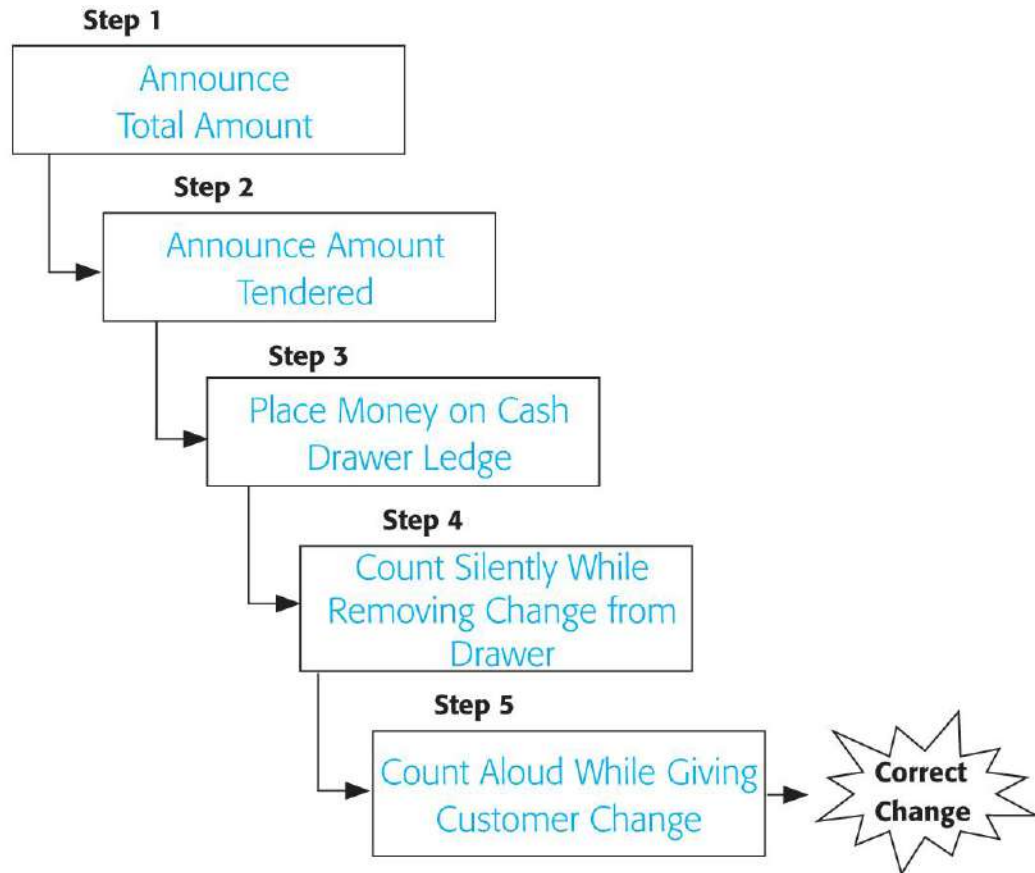 Step 1
Announce
Total Amount
Step 2
Announce Amount
Tendered
Step 3
Place Money on Cash
Drawer Ledge
Step 4
Count Silently While
Removing Change from
Drawer
Step 5
Count Aloud While Giving
Customer Change
Correct
Change